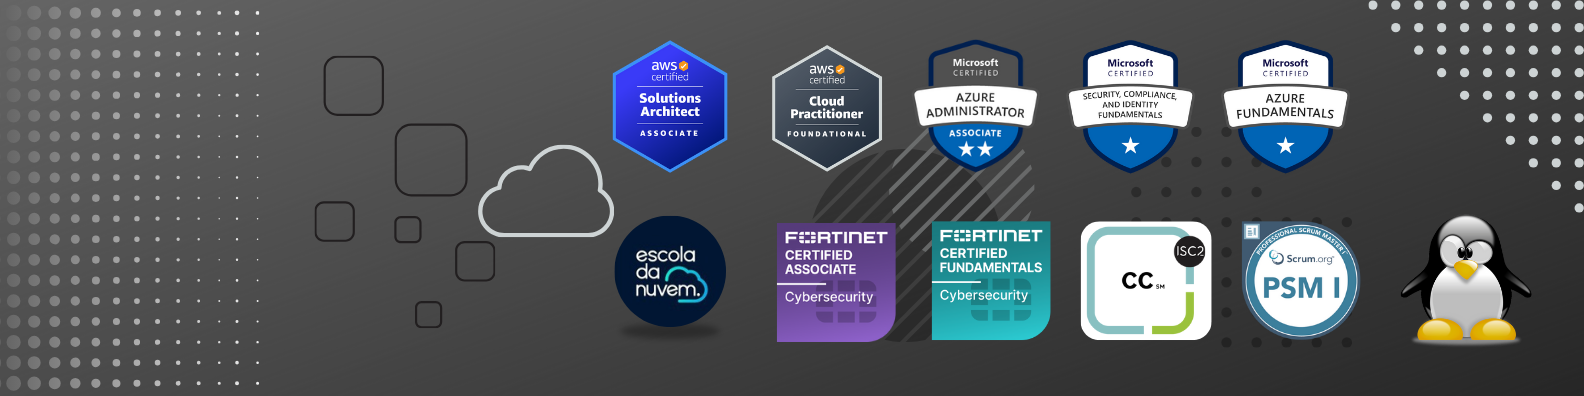 aws
certified
Solutions
Architect
ASSOCIATE
aws
certified
Cloud
Practitioner
FOUNDATIONAL
Microsoft
CERTIFIED
AZURE
ADMINISTRATOR
ASSOCIATE
Microsoft
CERTIFIED
SECURITY, COMPLIANCE,
AND IDENTITY
FUNDAMENTALS
Microsoft
CERTIFIED
AZURE
FUNDAMENTALS
escola
da
nuvem.
FORTINET
CERTIFIED
ASSOCIATE
Cybersecurity
FORTINET
CERTIFIED
FUNDAMENTALS
Cybersecurity
ISC2
CC SM
PROFESSIONAL SCRUM MASTER I
Scrum.org
PSM I